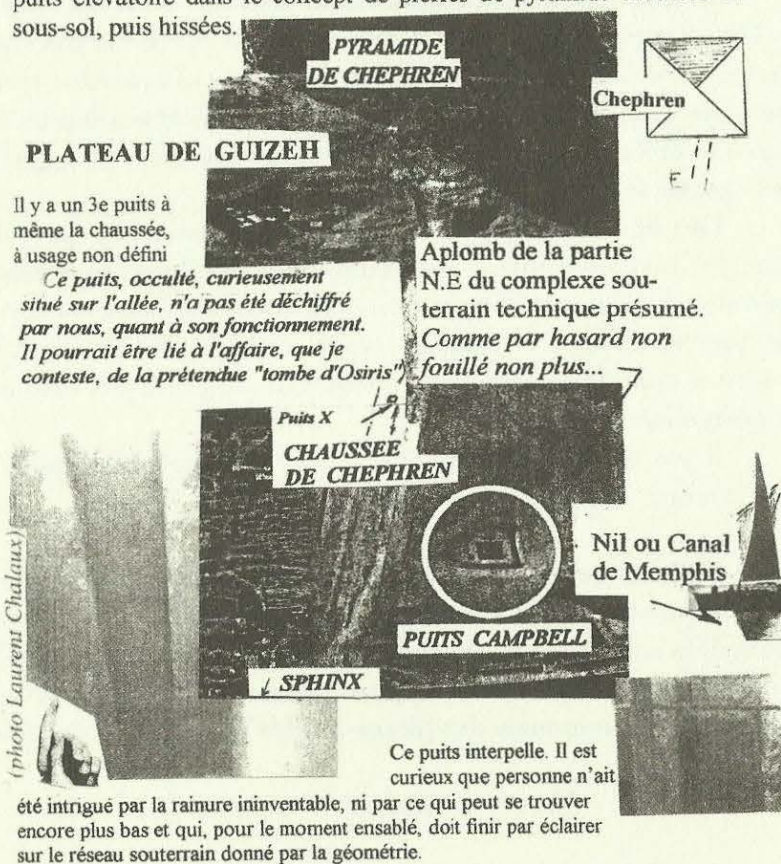 puits élévatoire dans le concept de pierres de pyramide
sous-sol, puis hissées.
PYRAMIDE
DE CHEPHREN
Chephren
PLATEAU DE GUIZEH
E
Il y a un 3e puits à
même la chaussée,
à usage non défini
Ce puits, occulté, curieusement
situé sur l'allée, n'a pas été déchiffré
par nous, quant à son fonctionnement.
Il pourrait être lié à l'affaire, que je
conteste, de la prétendue "tombe d'Osiris")
Aplomb de la partie
N.E du complexe sou-
terrain technique présumé.
Comme par hasard non
fouillé non plus...
Puits X
CHAUSSEE
DE CHEPHREN
Nil ou Canal
de Memphis
PUITS CAMPBELL
↓ SPHINX
(photo Laurent Chalaux)
Ce puits interpelle. Il est
curieux que personne n'ait
été intrigué par la rainure ininventable, ni par ce qui peut se trouver
encore plus bas et qui, pour le moment ensablé, doit finir par éclairer
sur le réseau souterrain donné par la géométrie.